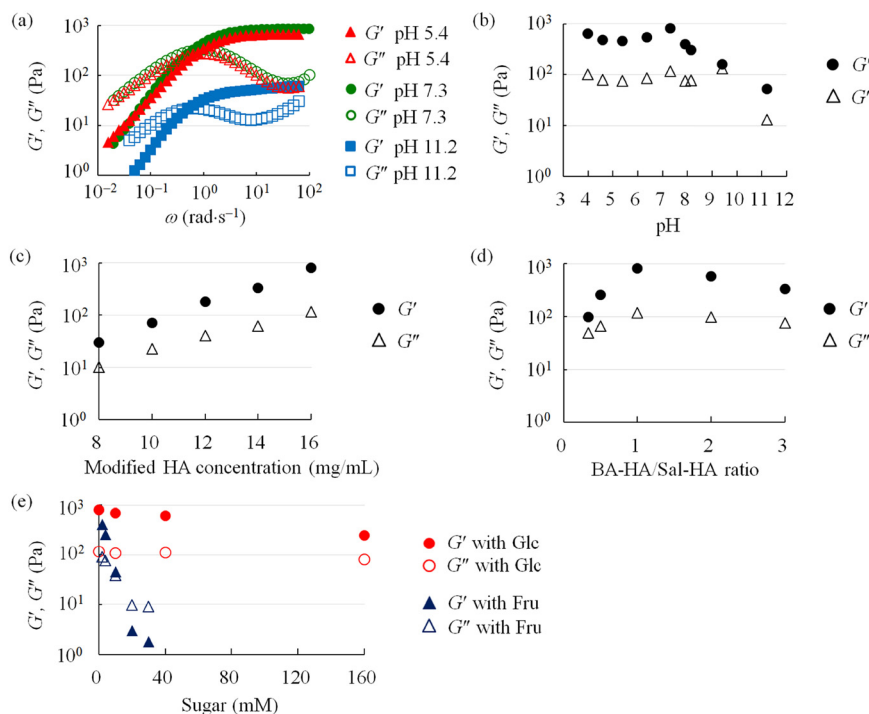 (a)
G′, G″ (Pa)
10³
10²
10¹
10⁰
10⁻²
10⁻¹
10⁰
10¹
10²
ω (rad·s⁻¹)
G′ pH 5.4
G″ pH 5.4
G′ pH 7.3
G″ pH 7.3
G′ pH 11.2
G″ pH 11.2
(b)
G′, G″ (Pa)
10³
10²
10¹
10⁰
3 4 5 6 7 8 9 10 11 12
pH
G′
G′
(c)
G′, G″ (Pa)
10³
10²
10¹
10⁰
8 10 12 14 16
Modified HA concentration (mg/mL)
G′
G″
(d)
G′, G″ (Pa)
10³
10²
10¹
10⁰
0 1 2 3
BA-HA/Sal-HA ratio
G′
G″
(e)
G′, G″ (Pa)
10³
10²
10¹
10⁰
0 40 80 120 160
Sugar (mM)
G′ with Glc
G″ with Glc
G′ with Fru
G″ with Fru